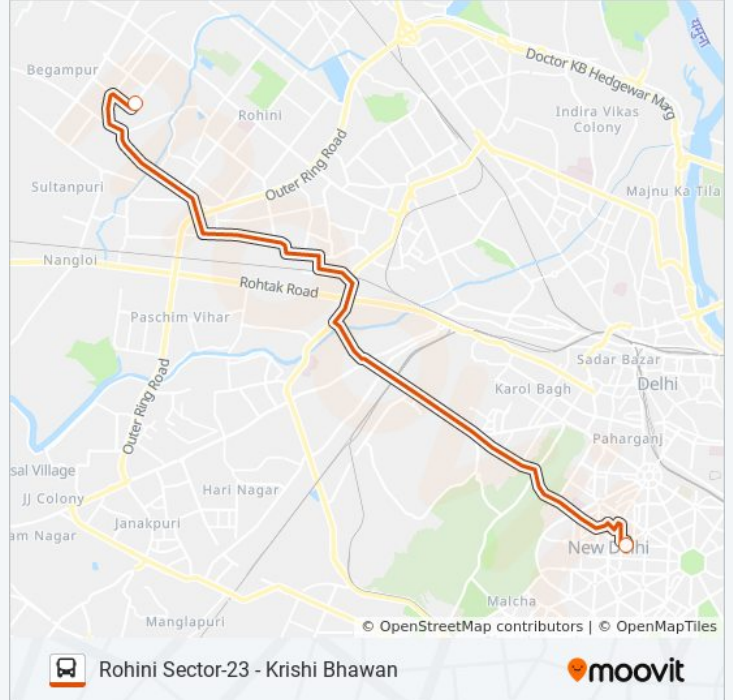 यमुना
Doctor KB Hedgewar Marg
Begampur
Rohini
Indira Vikas
Colony
Outer Ring Road
Sultanpuri
Majnu Ka Tila
Nangloi
Rohtak Road
Paschim Vihar
Sadar Bazar
Karol Bagh
Delhi
Outer Ring Road
Paharganj
sal Village
JJ Colony
Hari Nagar
Janakpuri
am Nagar
New Delhi
Malcha
Manglapuri
© OpenStreetMap contributors | © OpenMapTiles
Rohini Sector-23 - Krishi Bhawan
moovit